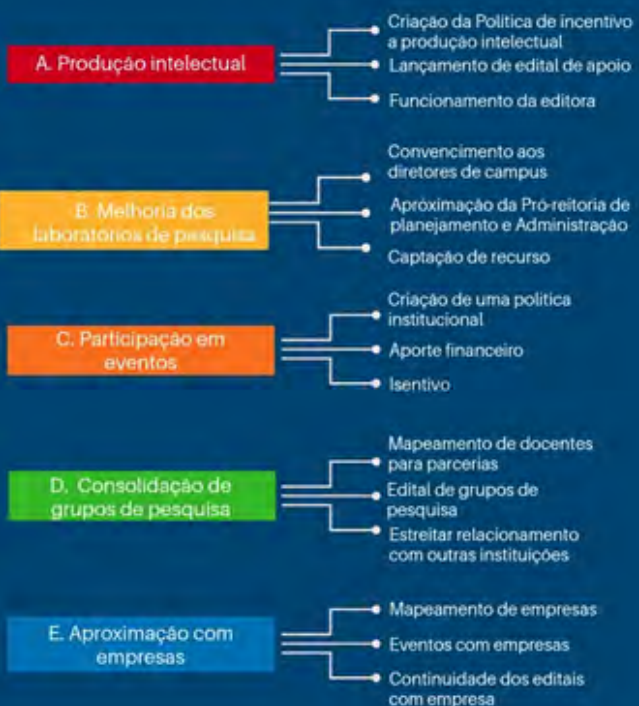 A. Produção intelectual
Criação da Política de incentivo
a produção intelectual
Lançamento de edital de apoio
Funcionamento da editora
B. Melhoria dos
laboratórios de pesquisa
Convencimento aos
diretores de campus
Apróximação da Pró-reitoria de
planejamento e Administração
Captação de recurso
C. Participação em
eventos
Criação de uma política
institucional
Aporte financeiro
Isentivo
D. Consolidação de
grupos de pesquisa
Mapeamento de docentes
para parcerias
Edital de grupos de
pesquisa
Estreitar relacionamento
com outras instituições
E. Aproximação com
empresas
Mapeamento de empresas
Eventos com empresas
Continuidade dos editais
com empresa